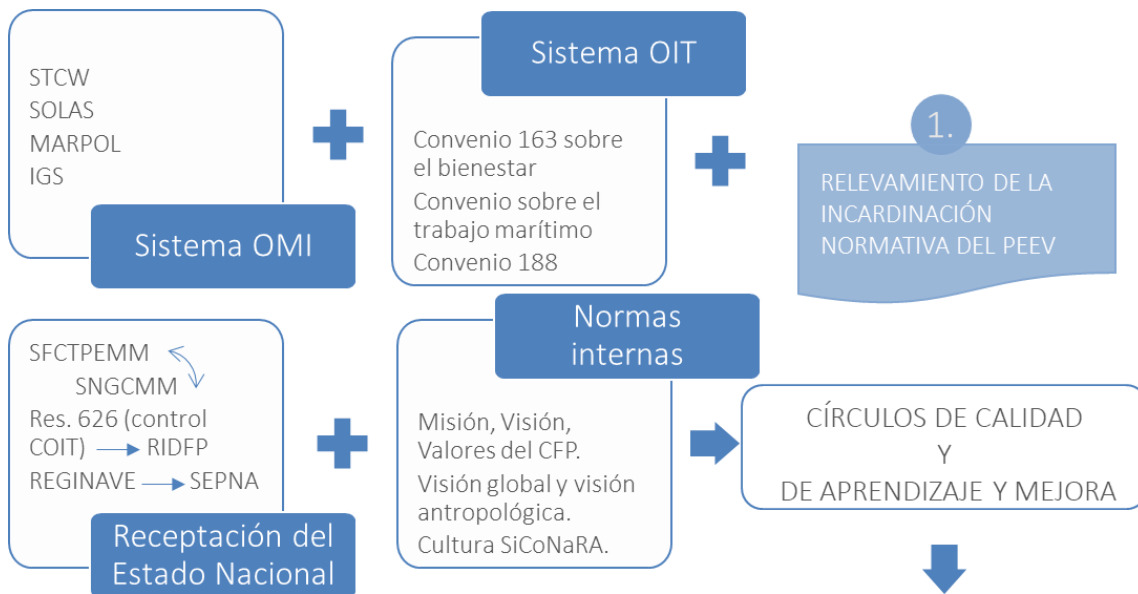 STCW
SOLAS
MARPOL
IGS
Sistema OMI
Sistema OIT
Convenio 163 sobre
el bienestar
Convenio sobre el
trabajo marítimo
Convenio 188
1.
RELEVAMIENTO DE LA
INCARDINACIÓN
NORMATIVA DEL PEEV
SFCTPEMM
SNGCMM
Res. 626 (control
COIT) → RIDFP
REGINAVE → SEPNA
Receptación del
Estado Nacional
Normas
internas
Misión, Visión,
Valores del CFP.
Visión global y visión
antropológica.
Cultura SiCoNaRA.
CÍRCULOS DE CALIDAD
Y
DE APRENDIZAJE Y MEJORA